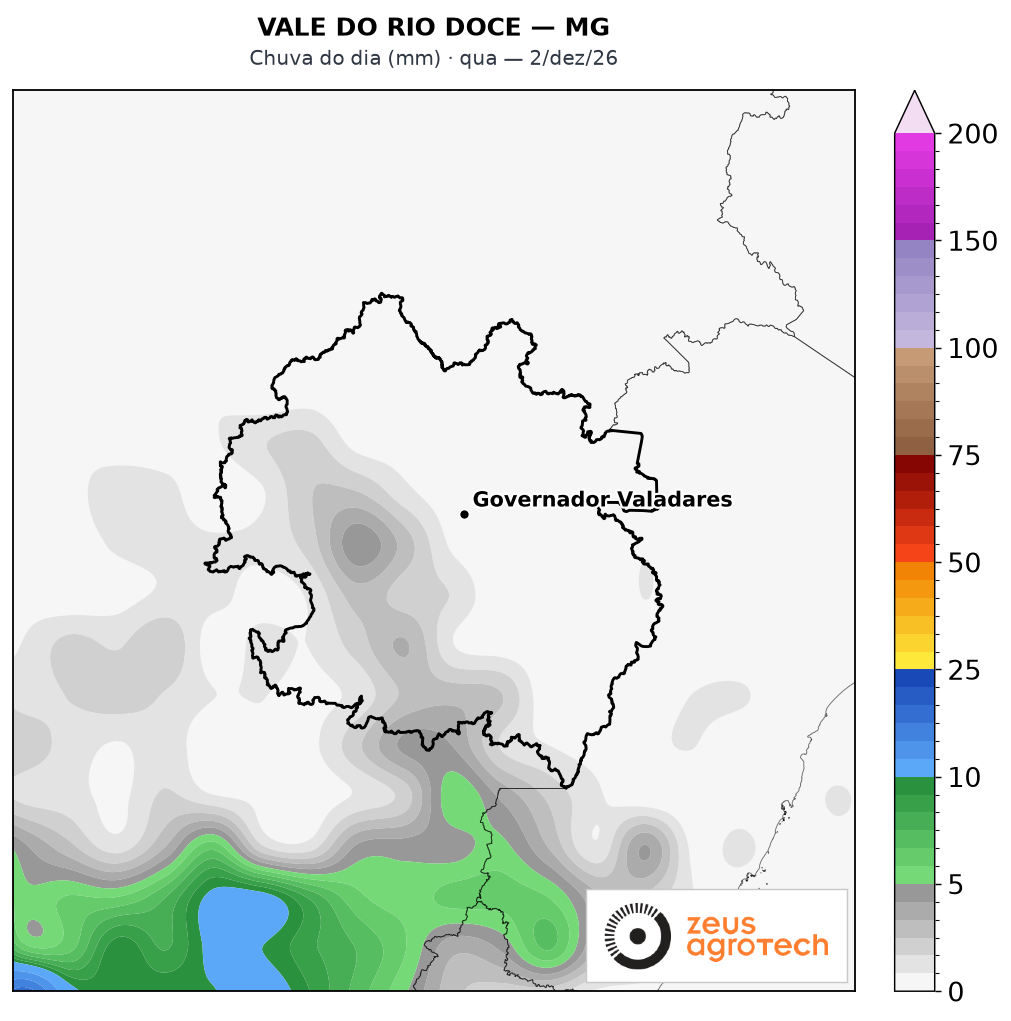 VALE DO RIO DOCE — MG
Chuva do dia (mm) · qua — 2/dez/26
200
150
100
75
50
25
10
5
0
Governador Valadares
zeus
agrotech